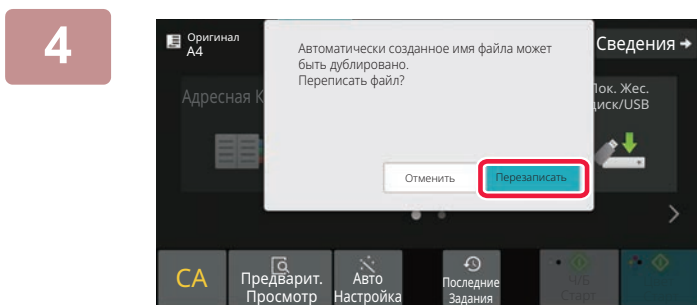 4
Оригинал
A4
Сведения
Автоматически созданное имя файла может
быть дублировано.
Переписать файл?
Адресная К
Лок. Жес.
диск/USB
Отменить
Перезаписать
CA
Предварит.
Просмотр
Авто
Настройка
Последние
Задания
Ч/Б
Старт